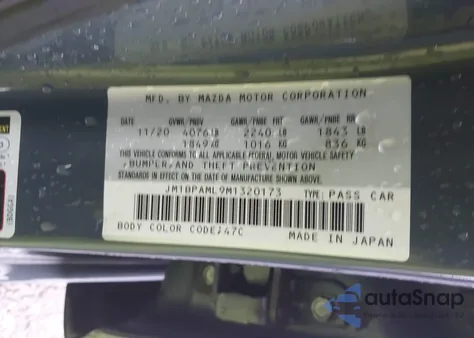 MFD. BY MAZDA MOTOR CORPORATION
DATE GVWR/PNBV GAWR/PNBE FRT GAWR/PNBE RR
11/20 4076LB 2240 LB 1843 LB
1849KG 1016 KG 836 KG
THIS VEHICLE CONFORMS TO ALL APPLICABLE FEDERAL MOTOR VEHICLE SAFETY,
BUMPER, AND THEFT PREVENTION
STANDARDS IN EFFECT ON THE DATE OF MANUFACTURE SHOWN ABOVE.
JM1BPAML9M1320173 TYPE: PASS CAR
BODY COLOR CODE: 47C
MADE IN JAPAN
autoSnap